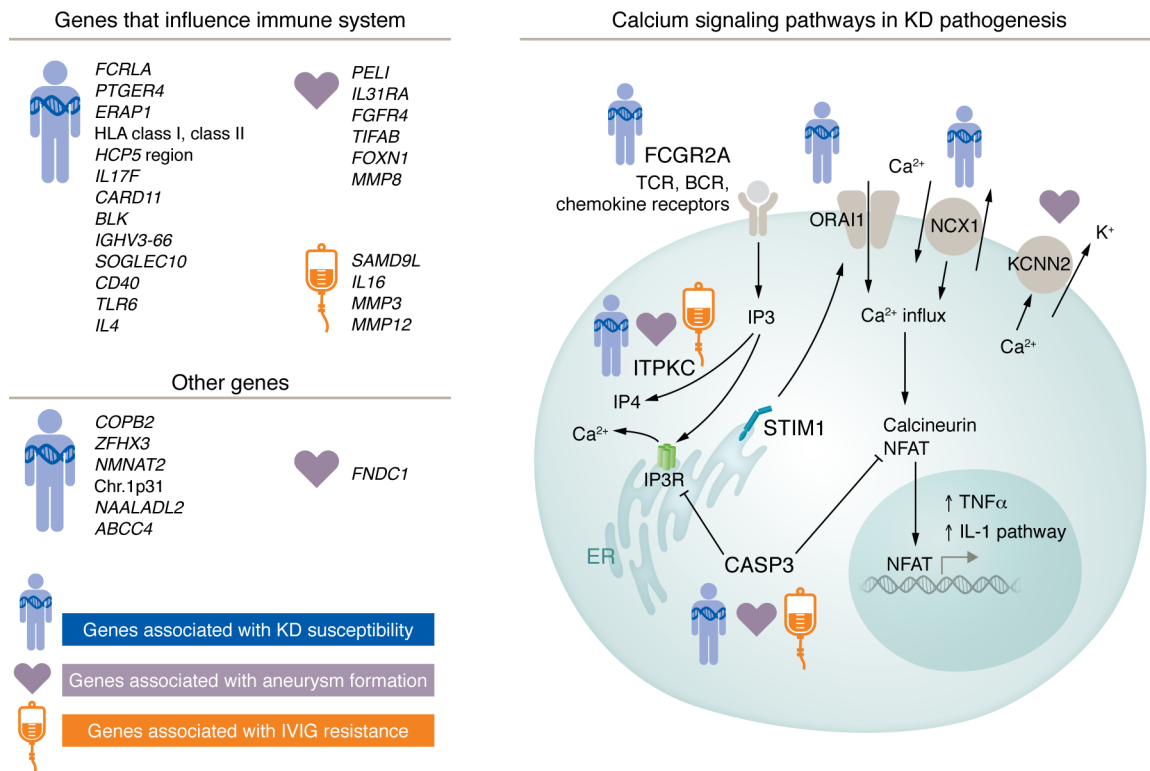 Genes that influence immune system
FCRLA
PTGER4
ERAP1
HLA class I, class II
HCP5 region
IL17F
CARD11
BLK
IGHV3-66
SOGLEC10
CD40
TLR6
IL4
PELI
IL31RA
FGFR4
TIFAB
FOXN1
MMP8
SAMD9L
IL16
MMP3
MMP12
Other genes
COPB2
ZFHX3
NMNAT2
Chr.1p31
NAALADL2
ABCC4
FNDC1
Genes associated with KD susceptibility
Genes associated with aneurysm formation
Genes associated with IVIG resistance
Calcium signaling pathways in KD pathogenesis
FCGR2A
TCR, BCR,
chemokine receptors
ORAI1
Ca²⁺
NCX1
KCNN2
K⁺
Ca²⁺
IP3
Ca²⁺ influx
ITPKC
IP4
Ca²⁺
STIM1
IP3R
ER
Calcineurin
NFAT
CASP3
↑ TNFα
↑ IL-1 pathway
NFAT